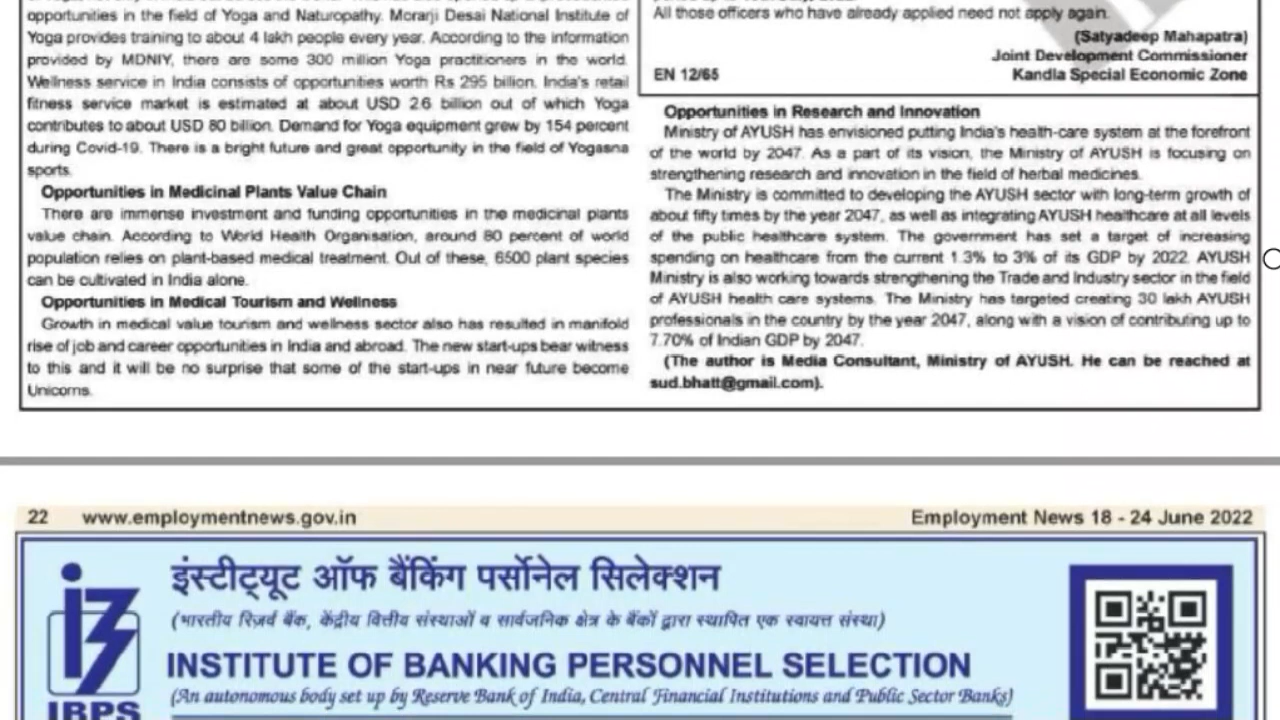 opportunities in the field of Yoga and Naturopathy. Morarji Desai National Institute of
Yoga provides training to about 4 lakh people every year. According to the information
provided by MDNIY, there are some 300 million Yoga practitioners in the world.
Wellness service in India consists of opportunities worth Rs 295 billion. India's retail
fitness service market is estimated at about USD 2.6 billion out of which Yoga
contributes to about USD 80 billion. Demand for Yoga equipment grew by 154 percent
during Covid-19. There is a bright future and great opportunity in the field of Yogasna
sports.
Opportunities in Medicinal Plants Value Chain
There are immense investment and funding opportunities in the medicinal plants
value chain. According to World Health Organisation, around 80 percent of world
population relies on plant-based medical treatment. Out of these, 6500 plant species
can be cultivated in India alone.
Opportunities in Medical Tourism and Wellness
Growth in medical value tourism and wellness sector also has resulted in manifold
rise of job and career opportunities in India and abroad. The new start-ups bear witness
to this and it will be no surprise that some of the start-ups in near future become
Unicorns.
All those officers who have already applied need not apply again.
(Satyadeep Mahapatra)
Joint Development Commissioner
EN 12/65 Kandla Special Economic Zone
Opportunities in Research and Innovation
Ministry of AYUSH has envisioned putting India's health-care system at the forefront
of the world by 2047. As a part of its vision, the Ministry of AYUSH is focusing on
strengthening research and innovation in the field of herbal medicines.
The Ministry is committed to developing the AYUSH sector with long-term growth of
about fifty times by the year 2047, as well as integrating AYUSH healthcare at all levels
of the public healthcare system. The government has set a target of increasing
spending on healthcare from the current 1.3% to 3% of its GDP by 2022. AYUSH
Ministry is also working towards strengthening the Trade and Industry sector in the field
of AYUSH health care systems. The Ministry has targeted creating 30 lakh AYUSH
professionals in the country by the year 2047, along with a vision of contributing up to
7.70% of Indian GDP by 2047.
(The author is Media Consultant, Ministry of AYUSH. He can be reached at
sud.bhatt@gmail.com).
22 www.employmentnews.gov.in Employment News 18 - 24 June 2022
इंस्टीट्यूट ऑफ बैंकिंग पर्सोनेल सिलेक्शन
(भारतीय रिज़र्व बैंक, केंद्रीय वित्तीय संस्थाओं व सार्वजनिक क्षेत्र के बैंकों द्वारा स्थापित एक स्वायत्त संस्था)
INSTITUTE OF BANKING PERSONNEL SELECTION
(An autonomous body set up by Reserve Bank of India, Central Financial Institutions and Public Sector Banks)
IBPS